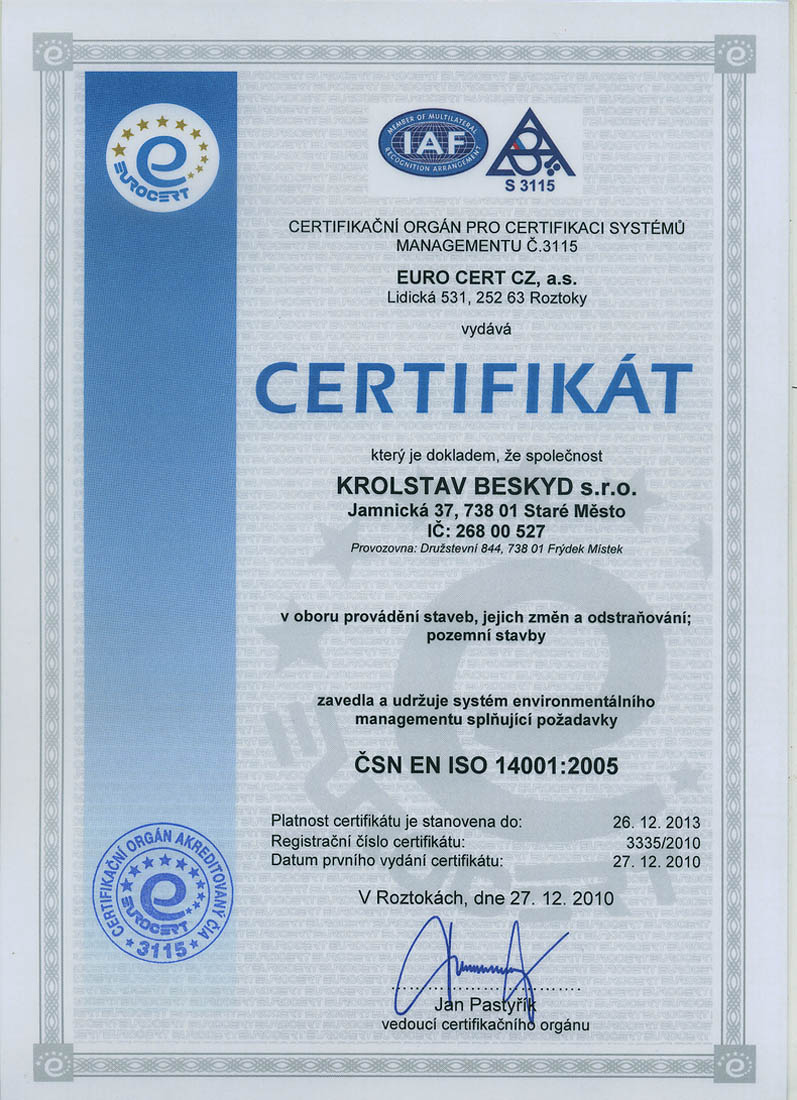 EUROCERT
MEMBER OF MULTILATERAL
IAF
RECOGNITION ARRANGEMENT
S 3115
CERTIFIKAČNÍ ORGÁN PRO CERTIFIKACI SYSTÉMŮ
MANAGEMENTU Č.3115
EURO CERT CZ, a.s.
Lidická 531, 252 63 Roztoky
vydává
CERTIFIKÁT
který je dokladem, že společnost
KROLSTAV BESKYD s.r.o.
Jamnická 37, 738 01 Staré Město
IČ: 268 00 527
Provozovna: Družstevní 844, 738 01 Frýdek Místek
v oboru provádění staveb, jejich změn a odstraňování;
pozemní stavby
zavedla a udržuje systém environmentálního
managementu splňující požadavky
ČSN EN ISO 14001:2005
Platnost certifikátu je stanovena do: 26. 12. 2013
Registrační číslo certifikátu: 3335/2010
Datum prvního vydání certifikátu: 27. 12. 2010
V Roztokách, dne 27. 12. 2010
CERTIFIKAČNÍ ORGÁN AKREDITOVANÝ ČIA
EUROCERT
3115
Jan Pastyřík
vedoucí certifikačního orgánu